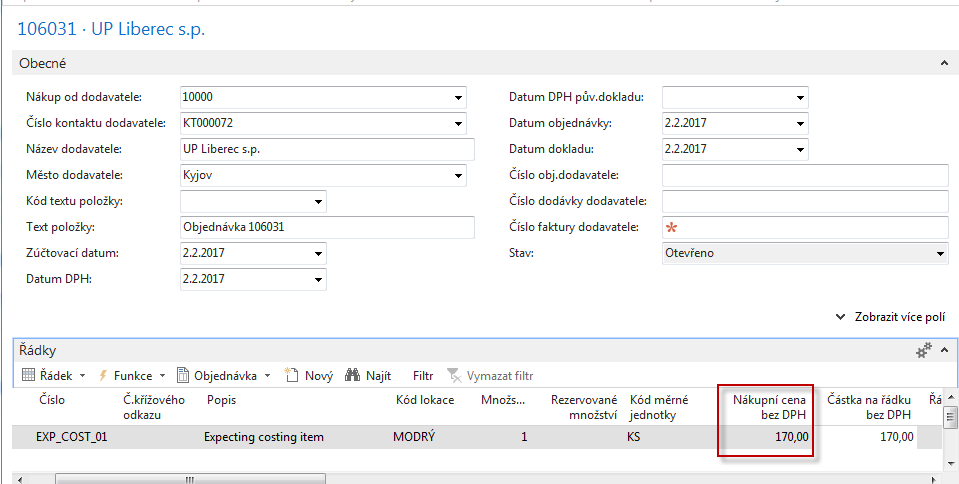 106031 · UP Liberec s.p.
Obecné
Nákup od dodavatele: 10000
Číslo kontaktu dodavatele: KT000072
Název dodavatele: UP Liberec s.p.
Město dodavatele: Kyjov
Kód textu položky:
Text položky: Objednávka 106031
Zúčtovací datum: 2.2.2017
Datum DPH: 2.2.2017
Datum DPH pův.dokladu:
Datum objednávky: 2.2.2017
Datum dokladu: 2.2.2017
Číslo obj.dodavatele:
Číslo dodávky dodavatele:
Číslo faktury dodavatele: *
Stav: Otevřeno
Zobrazit více polí
Řádky
Řádek Funkce Objednávka Nový Najít Filtr Vymazat filtr
Číslo Č.křížového odkazu Popis Kód lokace Množs... Rezervované množství Kód měrné jednotky Nákupní cena bez DPH Částka na řádku bez DPH Řá
EXP_COST_01 Expecting costing item MODRÝ 1 KS 170,00 170,00